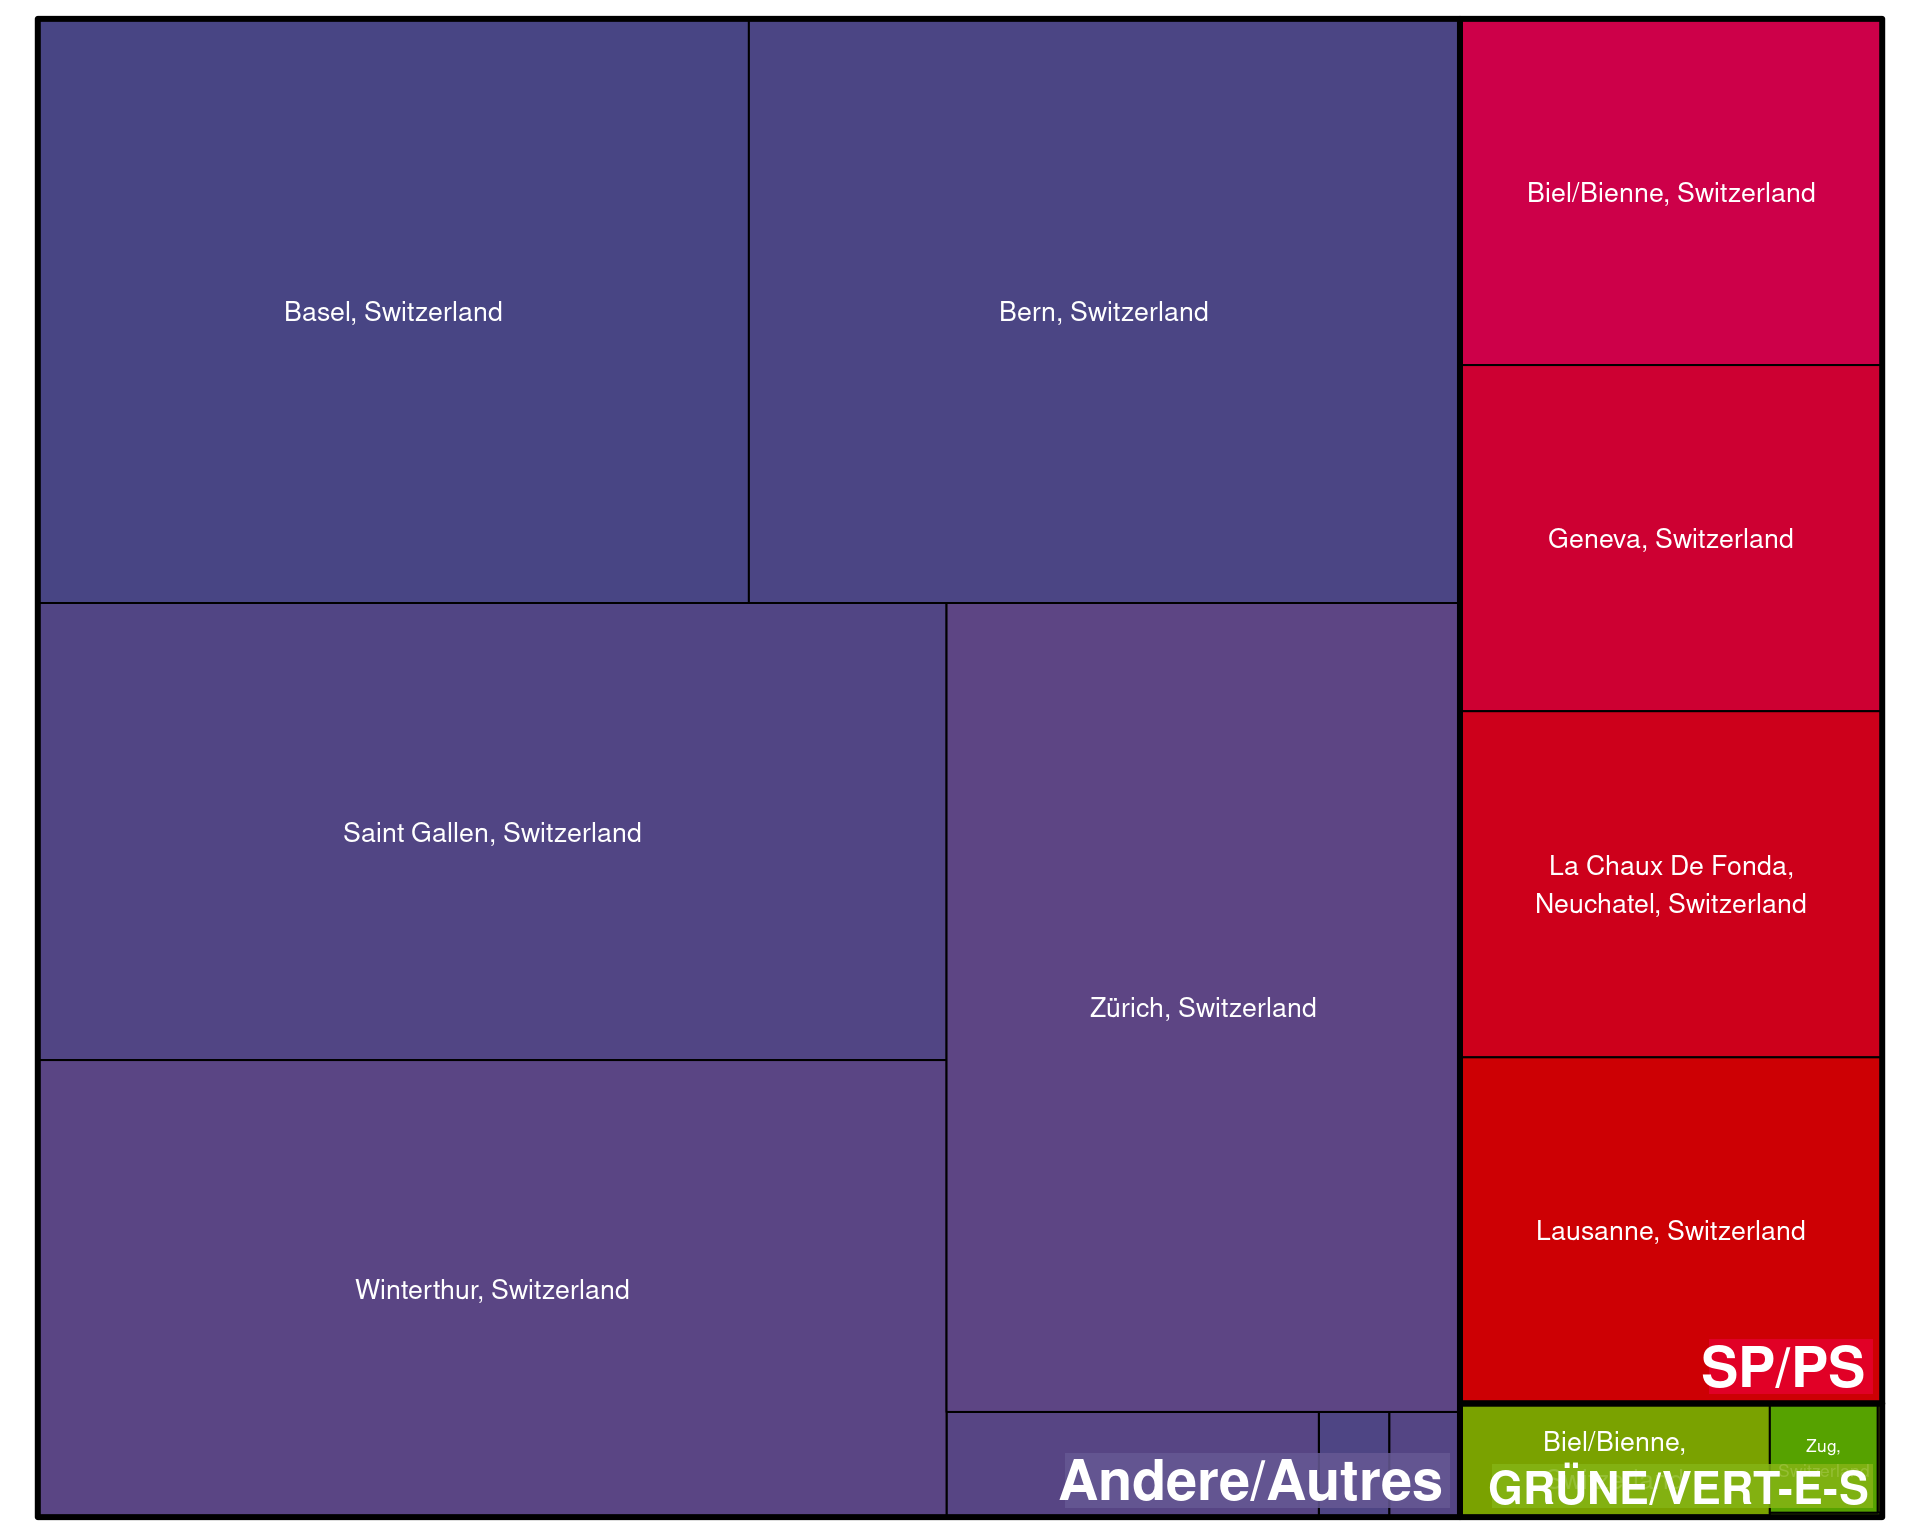 Basel, Switzerland
Bern, Switzerland
Biel/Bienne, Switzerland
Geneva, Switzerland
Saint Gallen, Switzerland
Zürich, Switzerland
La Chaux De Fonda,
Neuchatel, Switzerland
Winterthur, Switzerland
Lausanne, Switzerland
SP/PS
Andere/Autres
Biel/Bienne,
Zug,
Switzerland
GRÜNE/VERT-E-S